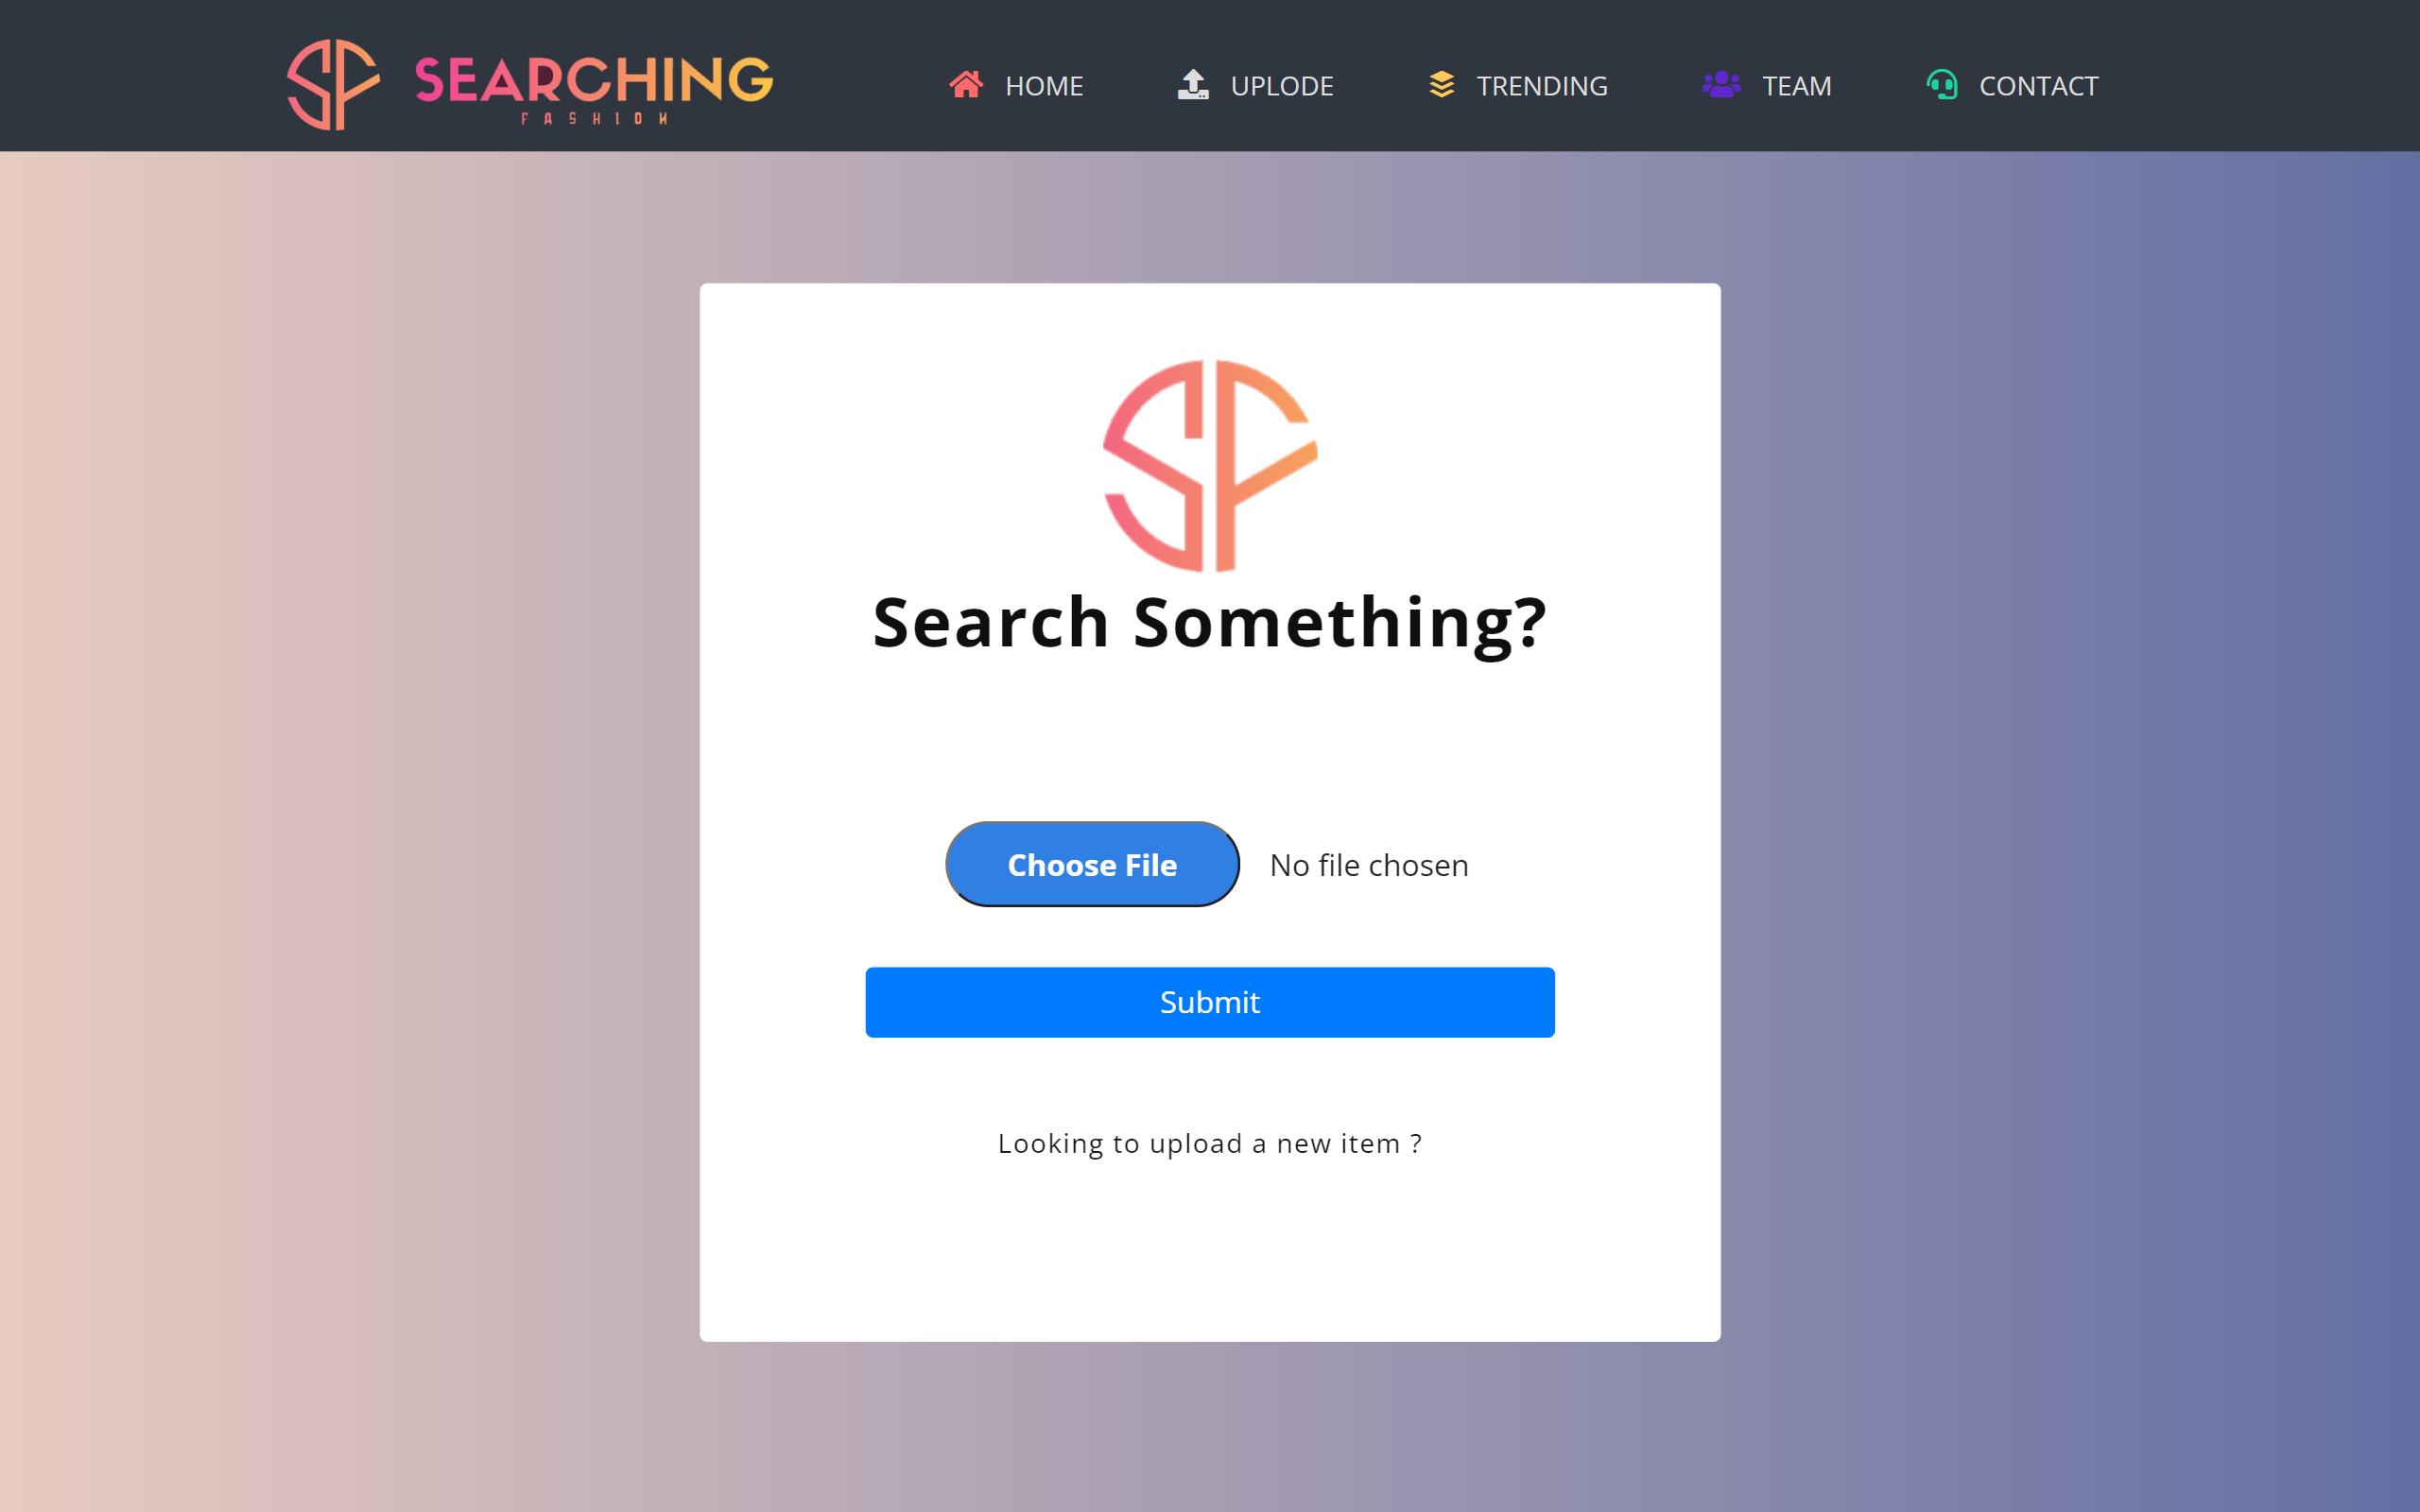 SEARCHING
FASHION
HOME
UPLODE
TRENDING
TEAM
CONTACT
SF
Search Something?
Choose File No file chosen
Submit
Looking to upload a new item ?